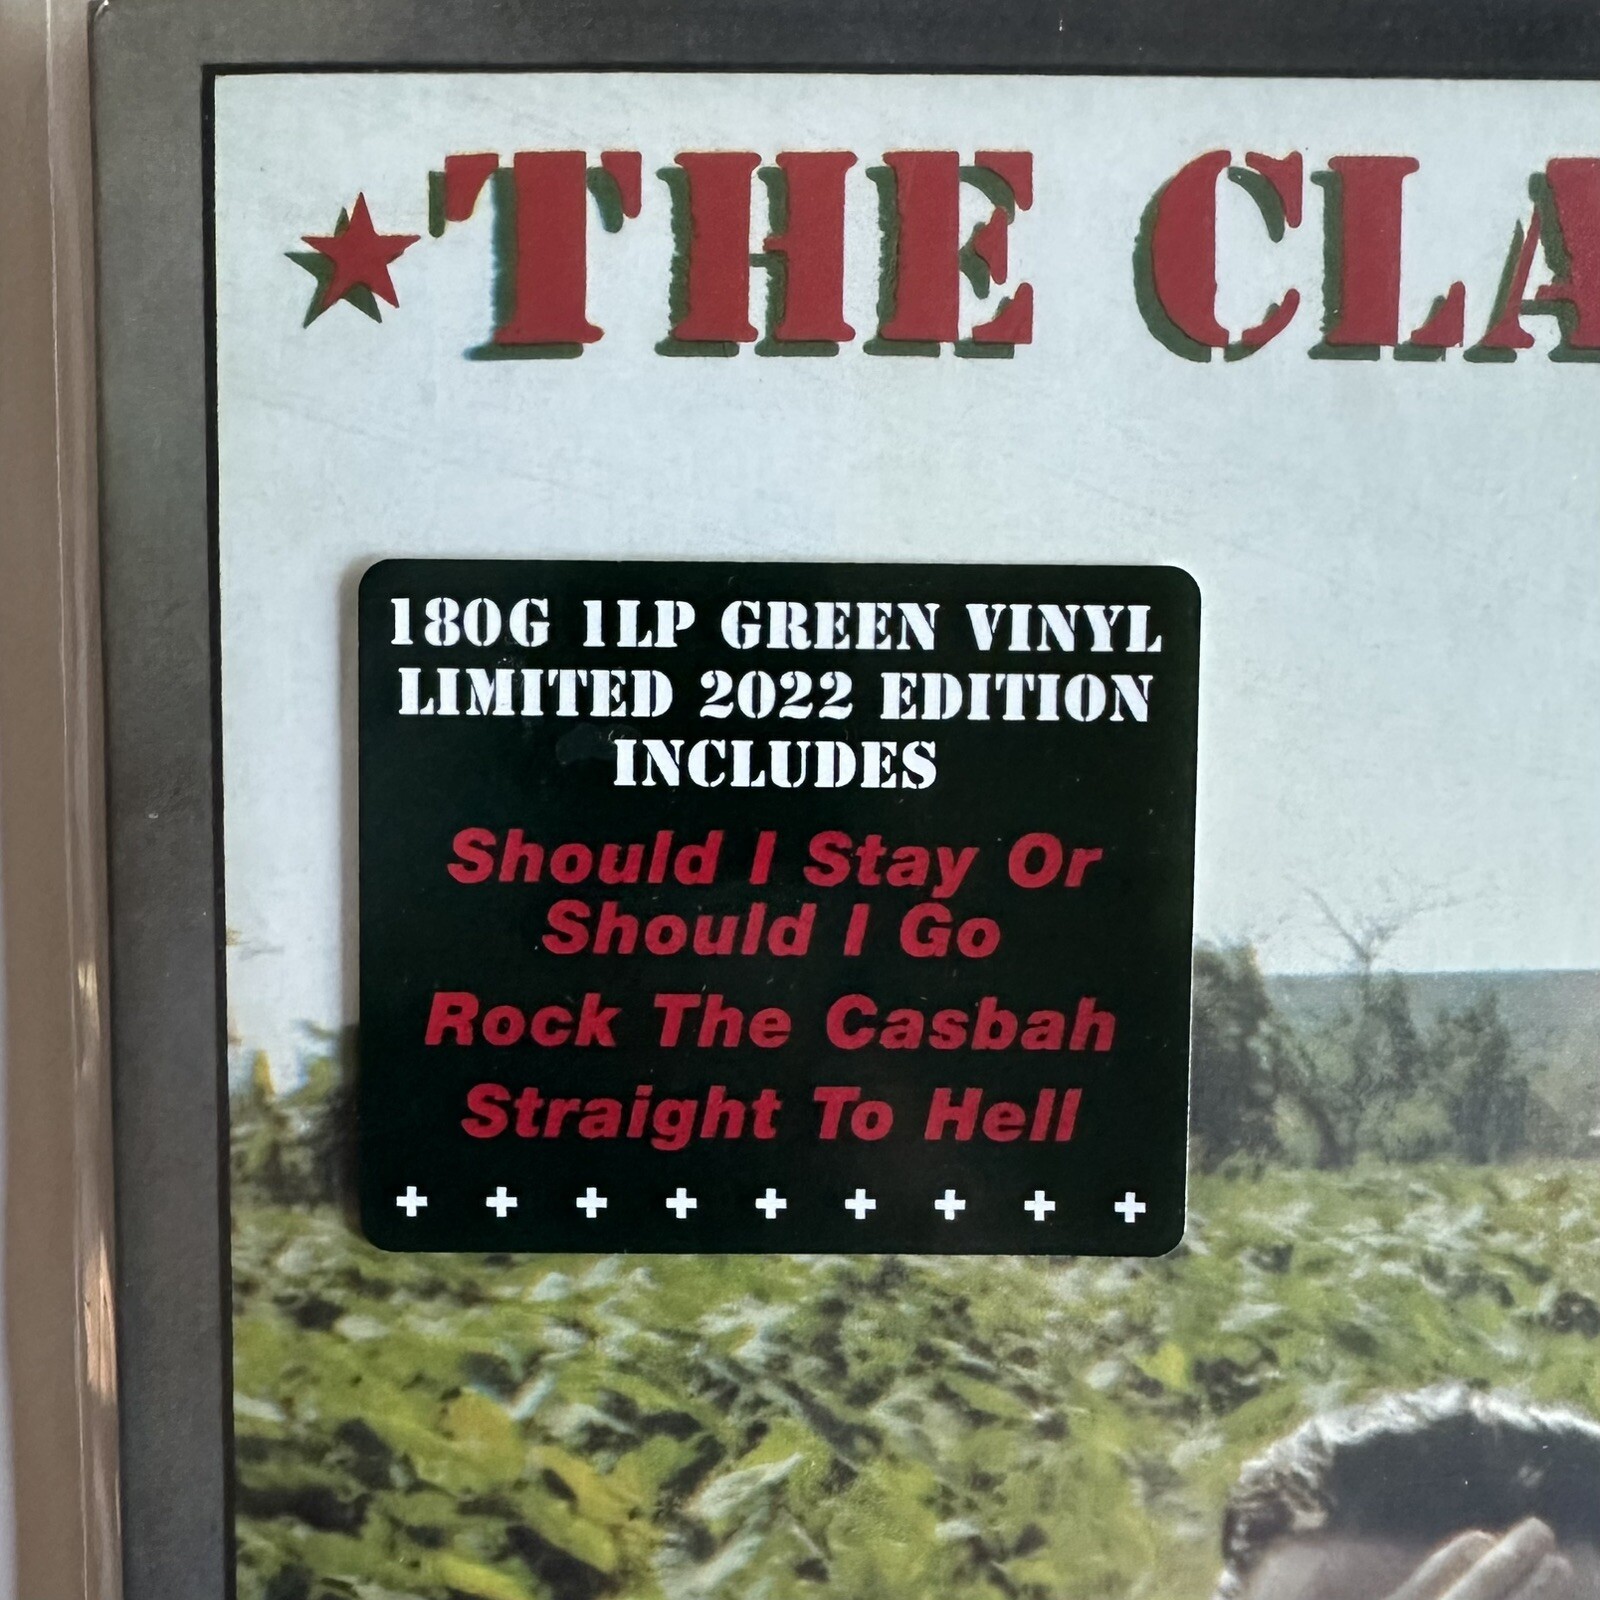 THE CLA
180G 1LP GREEN VINYL
LIMITED 2022 EDITION
INCLUDES
Should I Stay Or
Should I Go
Rock The Casbah
Straight To Hell